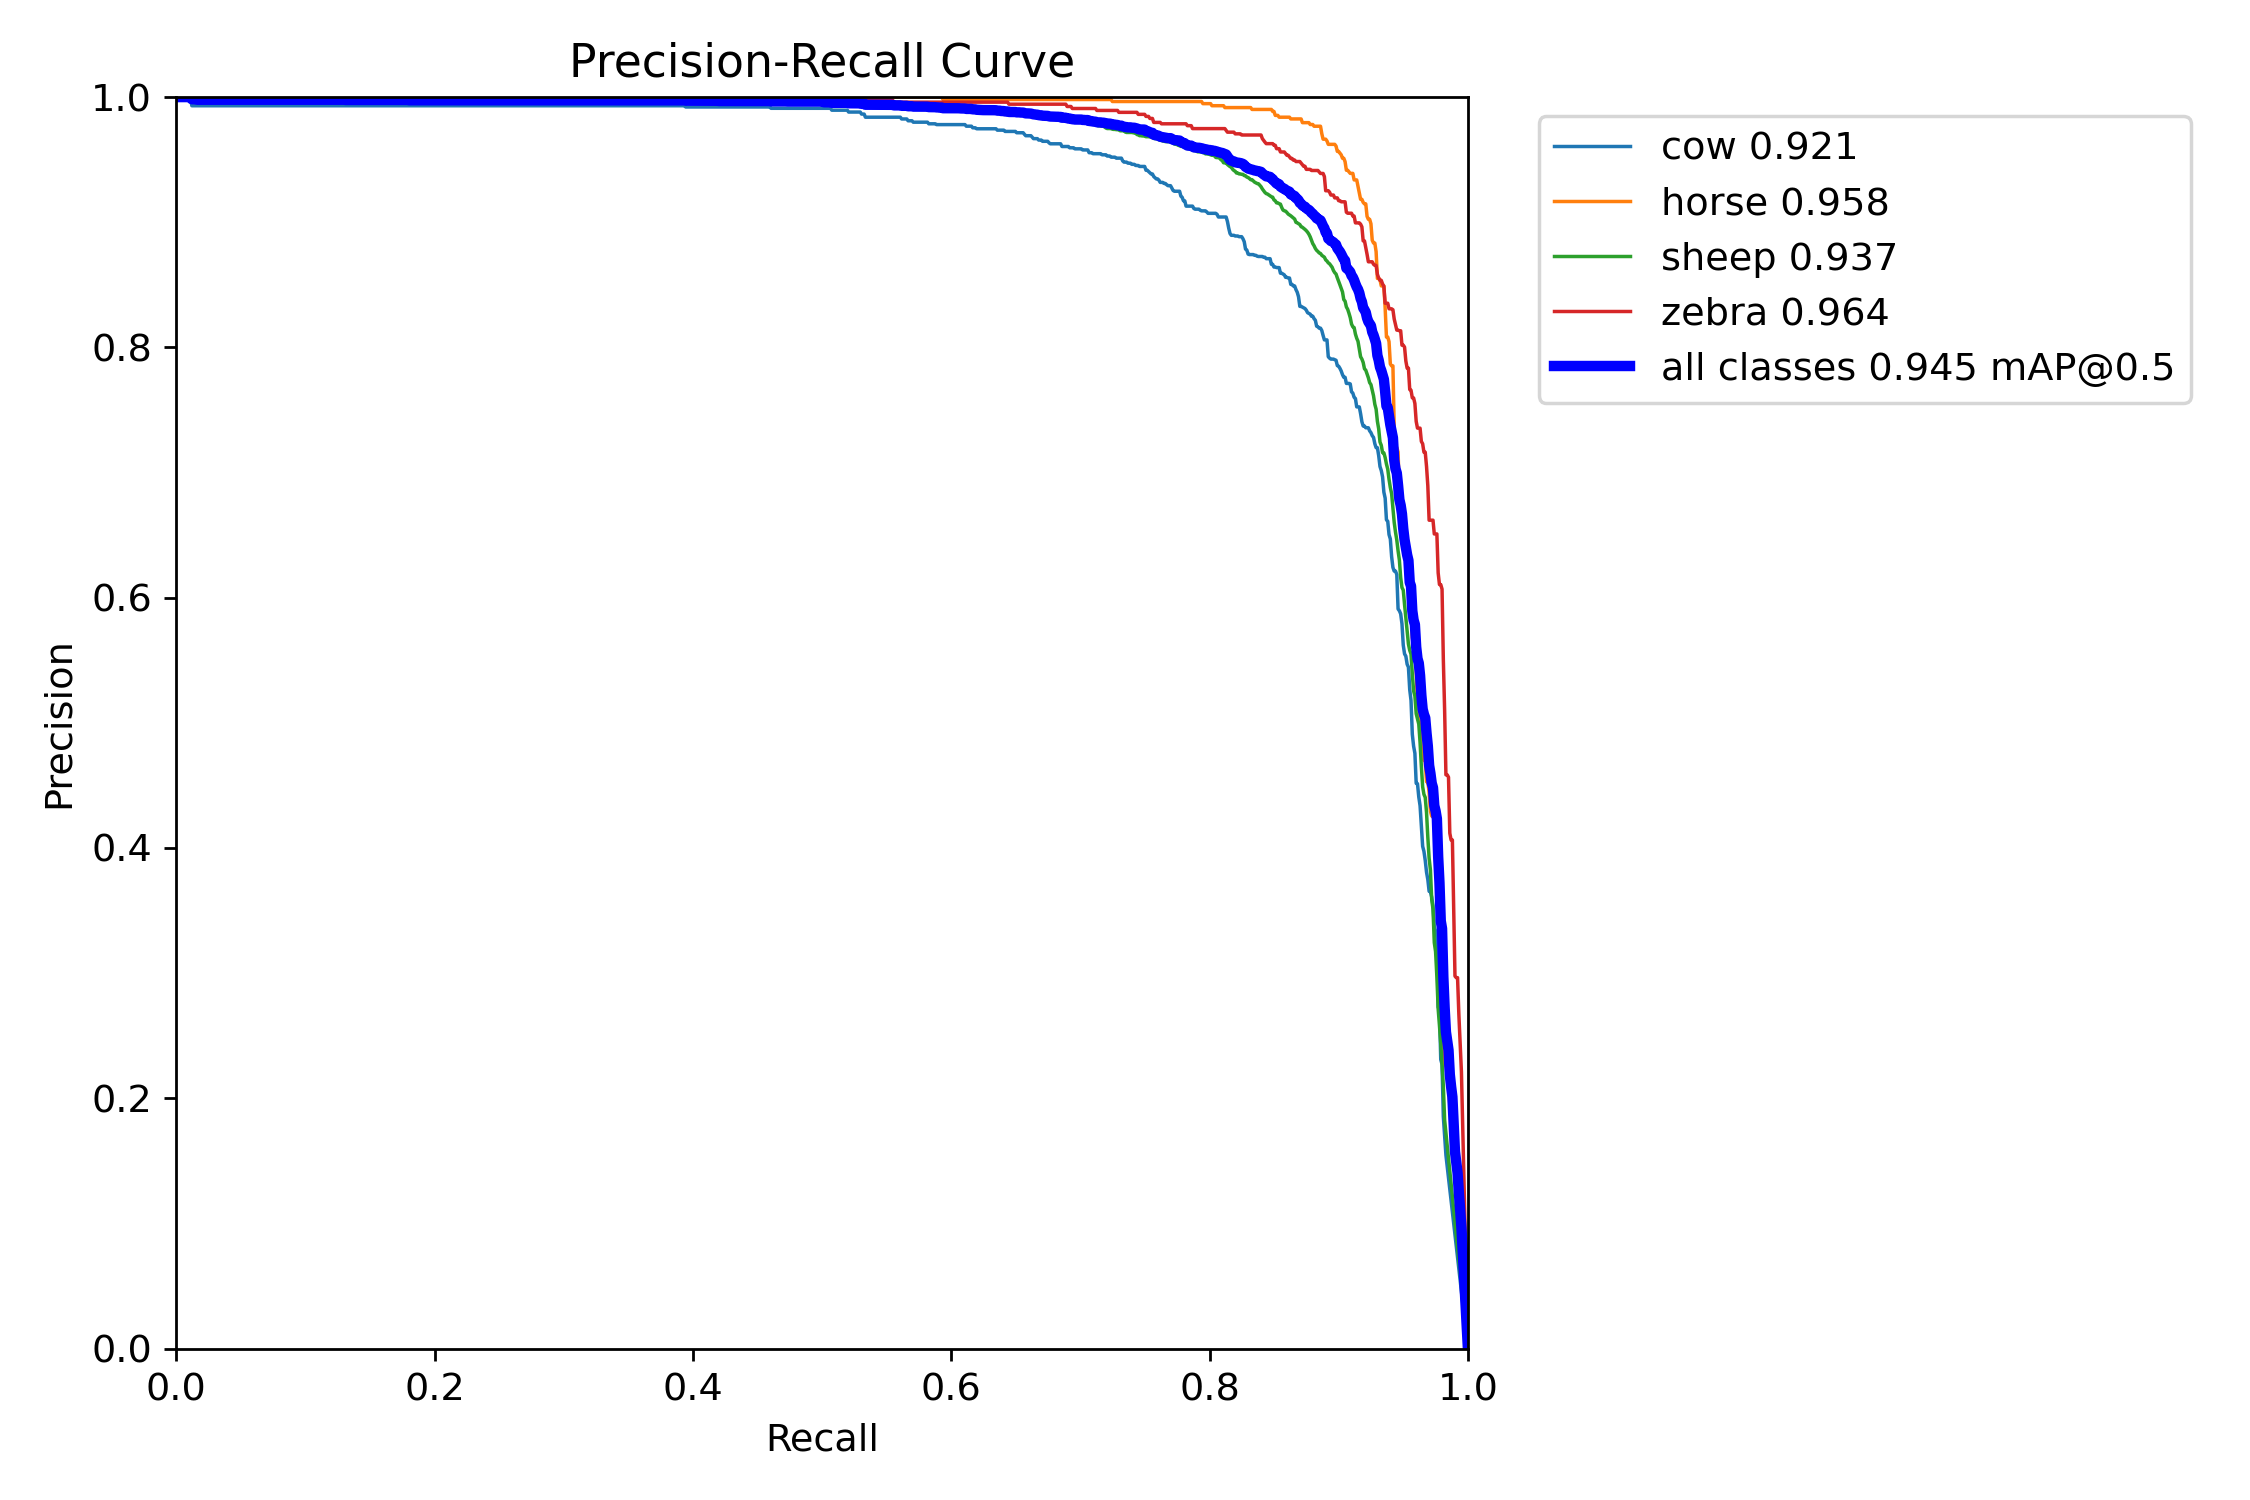 Precision-Recall Curve
1.0
0.8
0.6
0.4
0.2
0.0
Precision
0.0 0.2 0.4 0.6 0.8 1.0
Recall
cow 0.921
horse 0.958
sheep 0.937
zebra 0.964
all classes 0.945 mAP@0.5